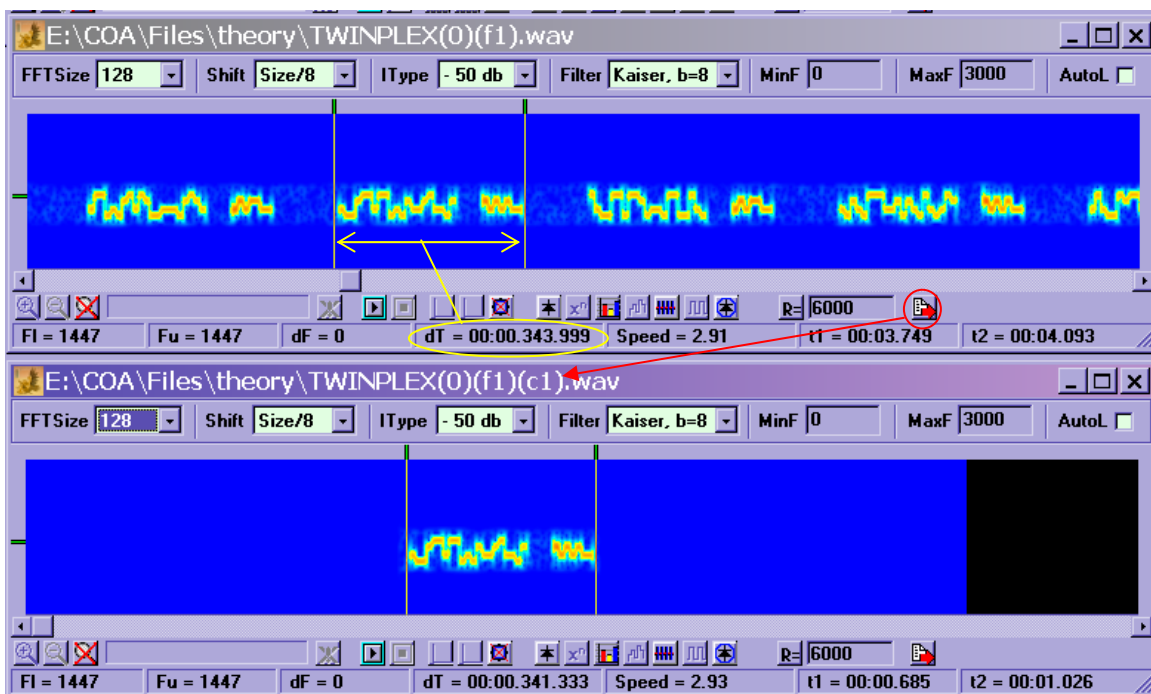 E:\COA\Files\theory\TWINPLEX(0)(f1).wav
FFTSize 128 Shift Size/8 IType - 50 db Filter Kaiser, b=8 MinF 0 MaxF 3000 AutoL
R= 6000
Fl = 1447 Fu = 1447 dF = 0 dT = 00:00.343.999 Speed = 2.91 t1 = 00:03.749 t2 = 00:04.093
E:\COA\Files\theory\TWINPLEX(0)(f1)(c1).wav
FFTSize 128 Shift Size/8 IType - 50 db Filter Kaiser, b=8 MinF 0 MaxF 3000 AutoL
R= 6000
Fl = 1447 Fu = 1447 dF = 0 dT = 00:00.341.333 Speed = 2.93 t1 = 00:00.685 t2 = 00:01.026